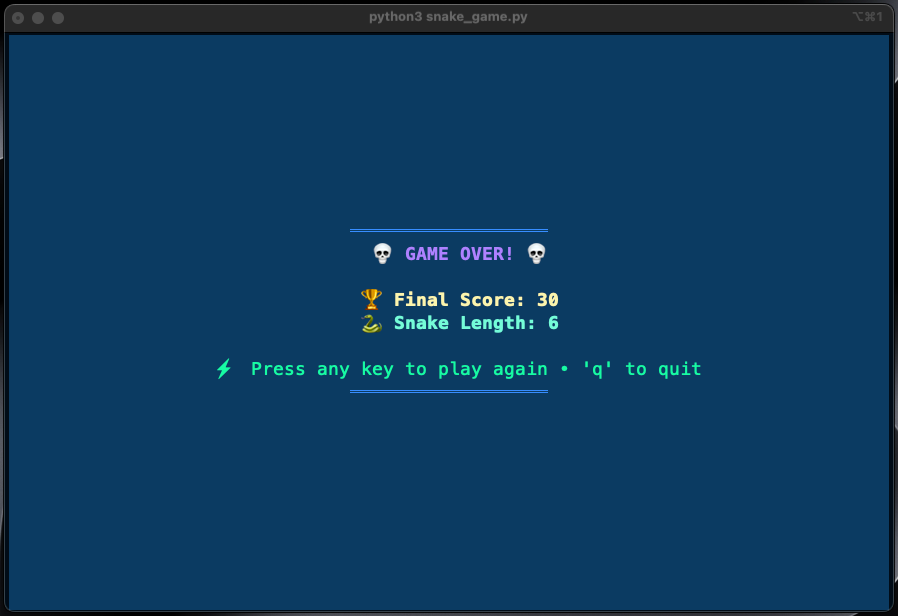 python3 snake_game.py
⌥⌘1
💀 GAME OVER! 💀
🏆 Final Score: 30
🐍 Snake Length: 6
⚡ Press any key to play again • 'q' to quit